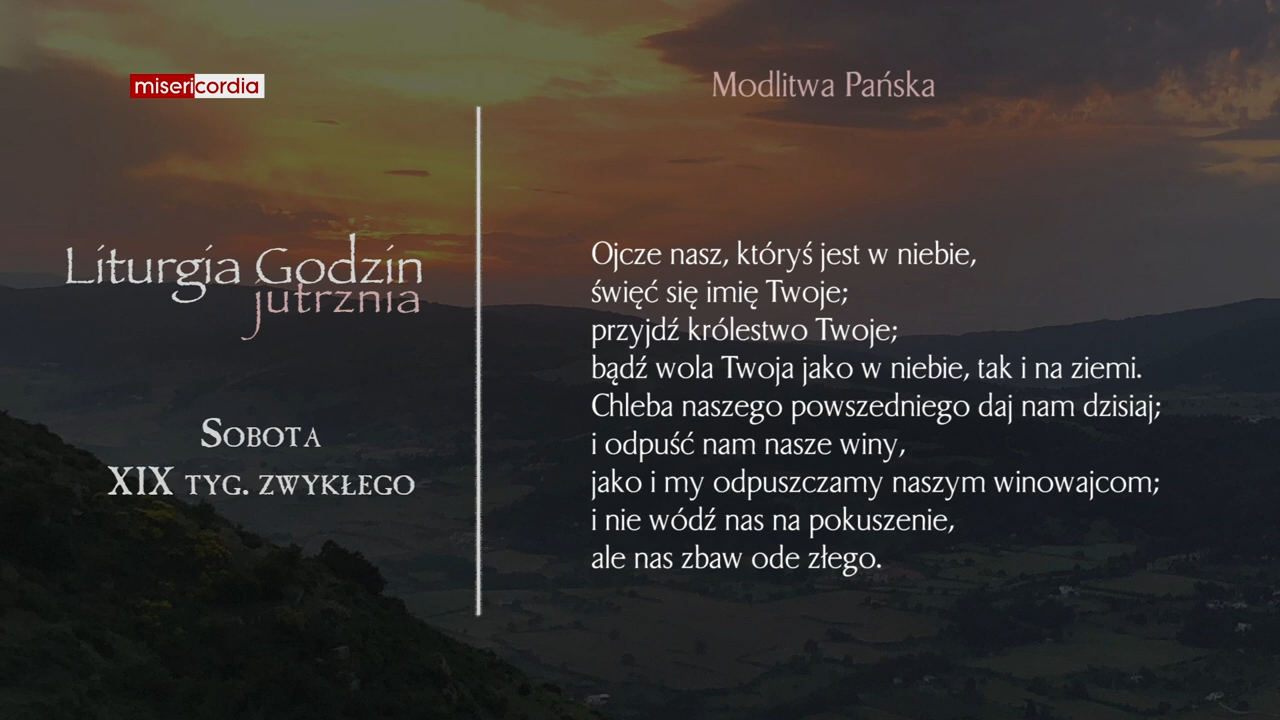 misericordia
Liturgia Godzin
jutrznia
Sobota
XIX tyg. zwykłego
Modlitwa Pańska
Ojcze nasz, któryś jest w niebie,
święć się imię Twoje;
przyjdź królestwo Twoje;
bądź wola Twoja jako w niebie, tak i na ziemi.
Chleba naszego powszedniego daj nam dzisiaj;
i odpuść nam nasze winy,
jako i my odpuszczamy naszym winowajcom;
i nie wódź nas na pokuszenie,
ale nas zbaw ode złego.